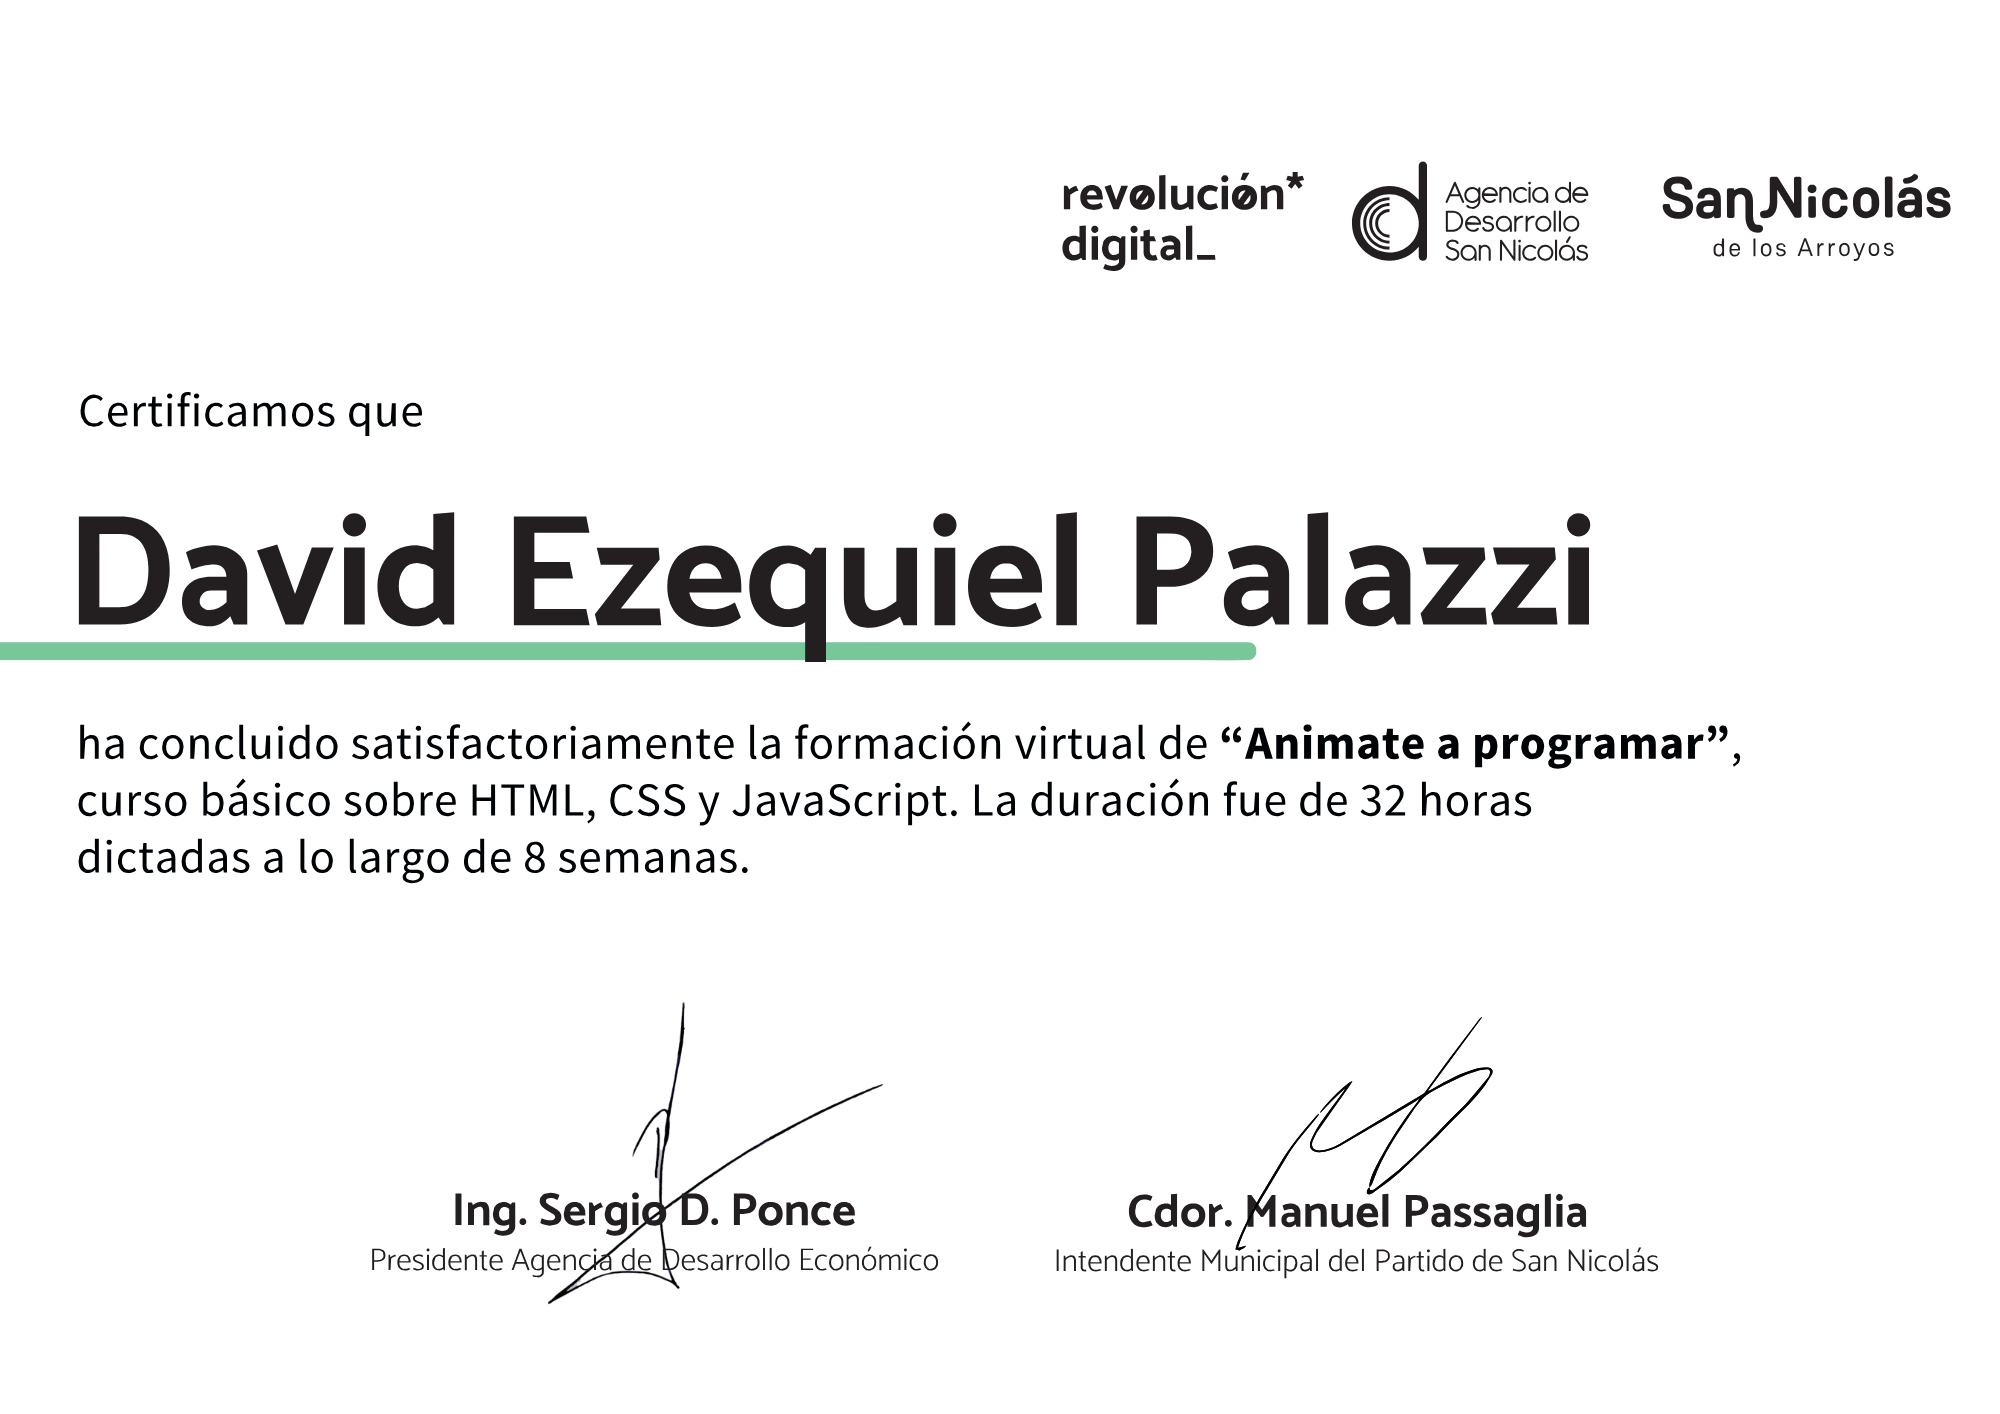 revolución*
digital_
Agencia de
Desarrollo
San Nicolás
San Nicolás
de los Arroyos
Certificamos que
David Ezequiel Palazzi
ha concluido satisfactoriamente la formación virtual de “Animate a programar”,
curso básico sobre HTML, CSS y JavaScript. La duración fue de 32 horas
dictadas a lo largo de 8 semanas.
Ing. Sergio D. Ponce
Presidente Agencia de Desarrollo Económico
Cdor. Manuel Passaglia
Intendente Municipal del Partido de San Nicolás